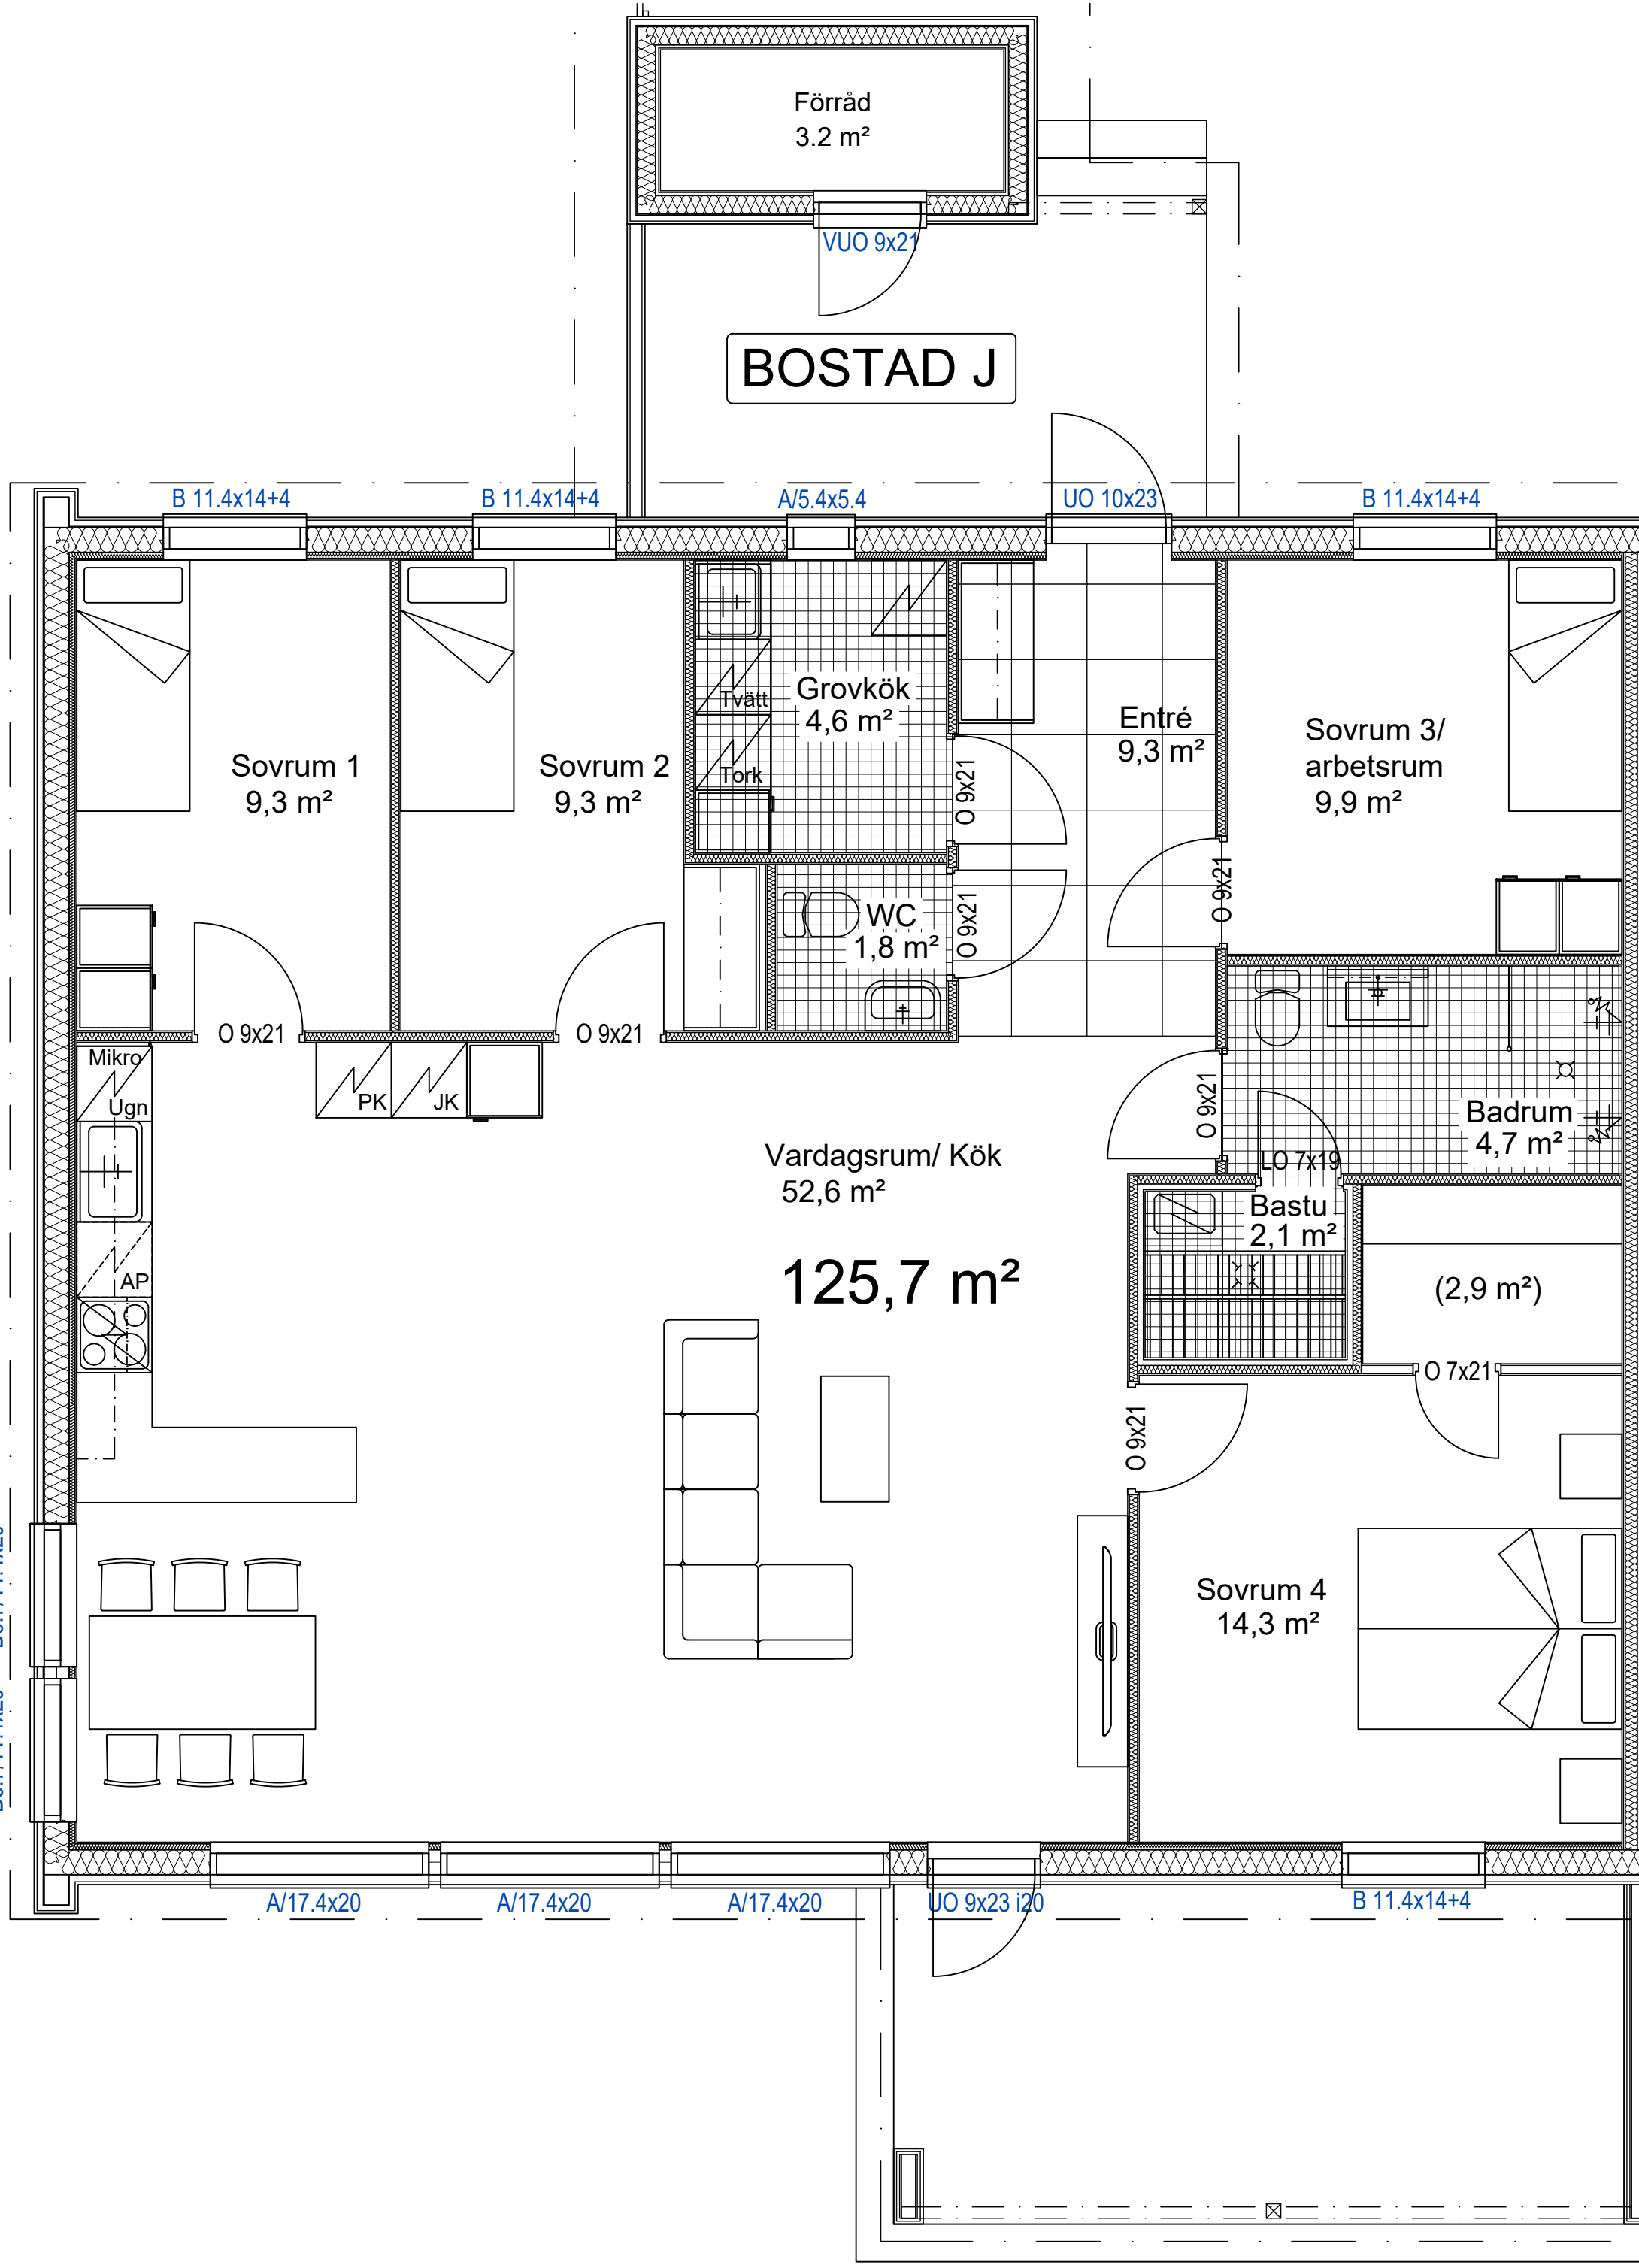 Förråd
3.2 m²
VUO 9x21
BOSTAD J
B 11.4x14+4
B 11.4x14+4
A/5.4x5.4
UO 10x23
B 11.4x14+4
Sovrum 1
9,3 m²
Sovrum 2
9,3 m²
Tvätt
Tork
Grovkök
4,6 m²
O 9x21
Entré
9,3 m²
Sovrum 3/
arbetsrum
9,9 m²
WC
1,8 m²
O 9x21
O 9x21
O 9x21
O 9x21
Mikro
Ugn
PK
JK
AP
Vardagsrum/ Kök
52,6 m²
125,7 m²
O 9x21
Badrum
4,7 m²
LO 7x19
Bastu
2,1 m²
(2,9 m²)
O 7x21
O 9x21
Sovrum 4
14,3 m²
A/17.4x20
A/17.4x20
A/17.4x20
UO 9x23 i20
B 11.4x14+4